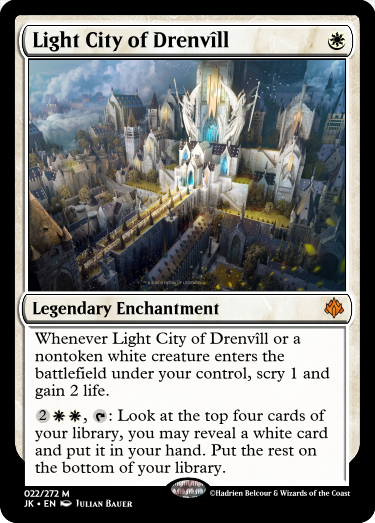 Light City of Drenvîll
Legendary Enchantment
Whenever Light City of Drenvîll or a
nontoken white creature enters the
battlefield under your control, scry 1 and
gain 2 life.
2, : Look at the top four cards of
your library, you may reveal a white card
and put it in your hand. Put the rest on
the bottom of your library.
022/272 M
JK • EN Julian Bauer
©Hadrien Belcour & Wizards of the Coast